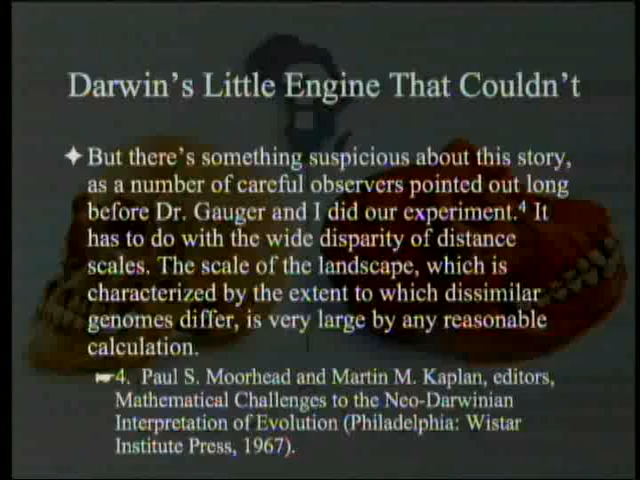 Darwin's Little Engine That Couldn't
But there's something suspicious about this story,
as a number of careful observers pointed out long
before Dr. Gauger and I did our experiment.4 It
has to do with the wide disparity of distance
scales. The scale of the landscape, which is
characterized by the extent to which dissimilar
genomes differ, is very large by any reasonable
calculation.
4. Paul S. Moorhead and Martin M. Kaplan, editors,
Mathematical Challenges to the Neo-Darwinian
Interpretation of Evolution (Philadelphia: Wistar
Institute Press, 1967).